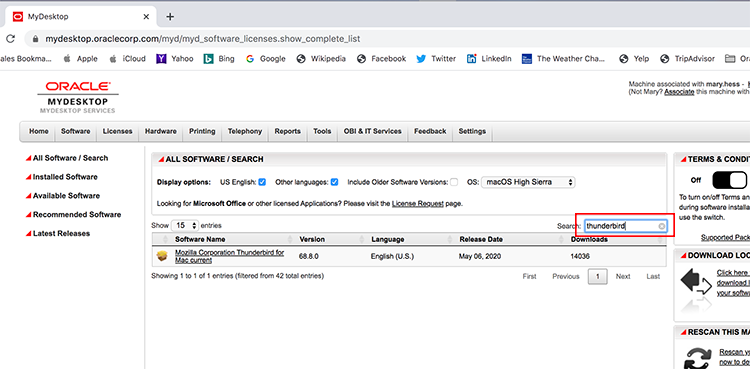 MyDesktop
mydesktop.oraclecorp.com/myd/myd_software_licenses.show_complete_list
ales Bookma...
Apple
iCloud
Yahoo
Bing
Google
Wikipedia
Facebook
Twitter
LinkedIn
The Weather Chan...
Yelp
TripAdvisor
Ora
ORACLE
MYDESKTOP
MYDESKTOP SERVICES
Machine associated with mary.hess -
(Not Mary? Associate this machine with
Home Software Licenses Hardware Printing Telephony Reports Tools OBI & IT Services Feedback Settings
All Software / Search
Installed Software
Available Software
Recommended Software
Latest Releases
ALL SOFTWARE / SEARCH
Display options: US English: Other languages: Include Older Software Versions: OS: macOS High Sierra
Looking for Microsoft Office or other licensed Applications? Please visit the License Request page.
Show 15 entries
Search: thunderbird
Software Name Version Language Release Date Downloads
Mozilla Corporation Thunderbird for
Mac current
68.8.0 English (U.S.) May 06, 2020 14036
Showing 1 to 1 of 1 entries (filtered from 42 total entries)
First Previous 1 Next Last
TERMS & CONDI
Off
To turn on/off Terms an
during software installa
use the switch.
Supported Pack
DOWNLOAD LOC
Click here
download l
your softwa
RESCAN THIS MA
Rescan yo
now to de